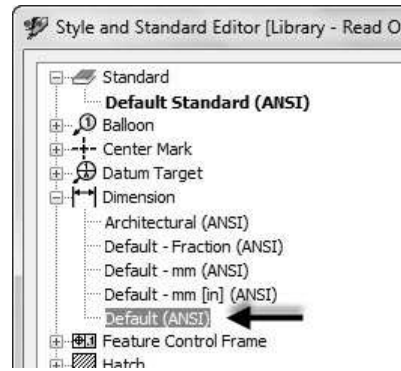 Style and Standard Editor [Library - Read O
Standard
Default Standard (ANSI)
Balloon
Center Mark
Datum Target
Dimension
Architectural (ANSI)
Default - Fraction (ANSI)
Default - mm (ANSI)
Default - mm [in] (ANSI)
Default (ANSI)
Feature Control Frame
Hatch